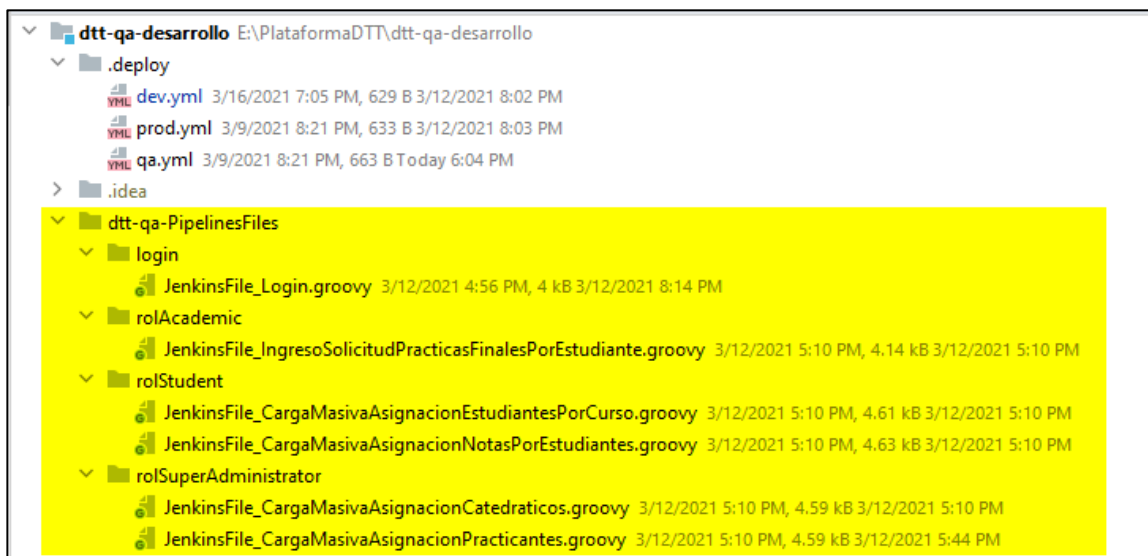 dtt-qa-desarrollo E:\PlataformaDTT\dtt-qa-desarrollo
.deploy
YML dev.yml 3/16/2021 7:05 PM, 629 B 3/12/2021 8:02 PM
YML prod.yml 3/9/2021 8:21 PM, 633 B 3/12/2021 8:03 PM
YML qa.yml 3/9/2021 8:21 PM, 663 B Today 6:04 PM
.idea
dtt-qa-PipelinesFiles
login
G JenkinsFile_Login.groovy 3/12/2021 4:56 PM, 4 kB 3/12/2021 8:14 PM
rolAcademic
G JenkinsFile_IngresoSolicitudPracticasFinalesPorEstudiante.groovy 3/12/2021 5:10 PM, 4.14 kB 3/12/2021 5:10 PM
rolStudent
G JenkinsFile_CargaMasivaAsignacionEstudiantesPorCurso.groovy 3/12/2021 5:10 PM, 4.61 kB 3/12/2021 5:10 PM
G JenkinsFile_CargaMasivaAsignacionNotasPorEstudiantes.groovy 3/12/2021 5:10 PM, 4.63 kB 3/12/2021 5:10 PM
rolSuperAdministrator
G JenkinsFile_CargaMasivaAsignacionCatedraticos.groovy 3/12/2021 5:10 PM, 4.59 kB 3/12/2021 5:10 PM
G JenkinsFile_CargaMasivaAsignacionPracticantes.groovy 3/12/2021 5:10 PM, 4.59 kB 3/12/2021 5:44 PM